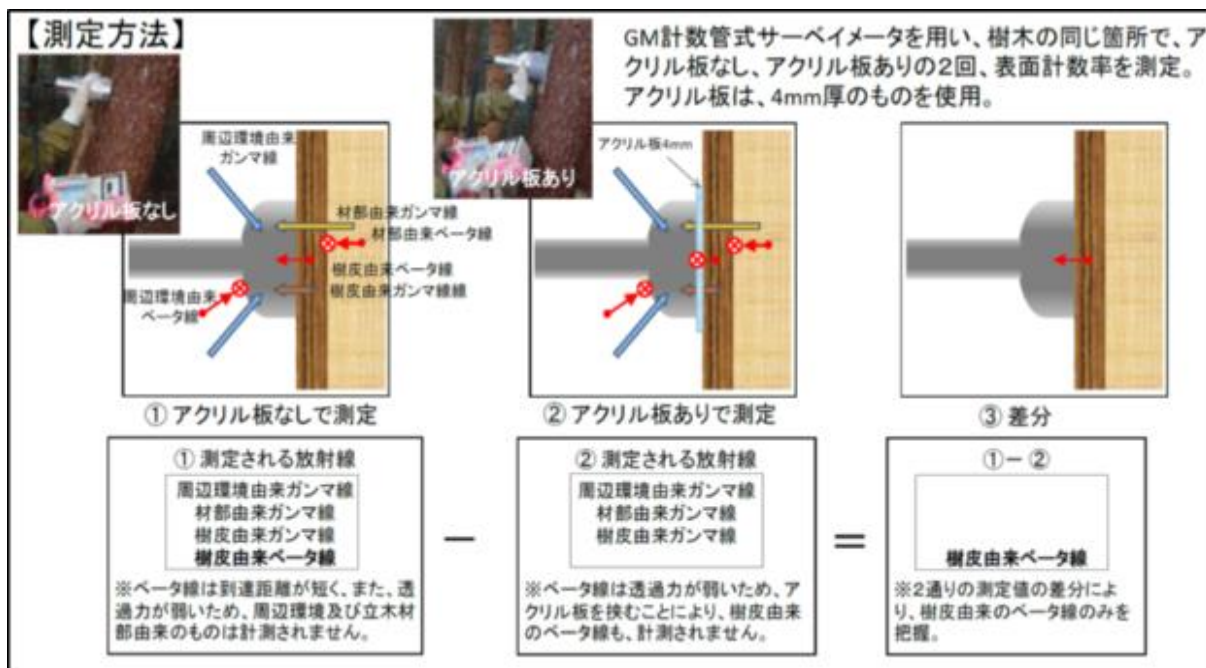 【測定方法】
GM計数管式サーベイメータを用い、樹木の同じ箇所で、ア
クリル板なし、アクリル板ありの2回、表面計数率を測定。
アクリル板は、4mm厚のものを使用。
アクリル板なし
周辺環境由来
ガンマ線
材部由来ガンマ線
材部由来ベータ線
樹皮由来ベータ線
樹皮由来ガンマ線線
周辺環境由来
ベータ線
アクリル板あり
アクリル板4mm
① アクリル板なしで測定
② アクリル板ありで測定
③ 差分
① 測定される放射線
周辺環境由来ガンマ線
材部由来ガンマ線
樹皮由来ガンマ線
樹皮由来ベータ線
※ベータ線は到達距離が短く、また、透
過力が弱いため、周辺環境及び立木材
部由来のものは計測されません。
−
② 測定される放射線
周辺環境由来ガンマ線
材部由来ガンマ線
樹皮由来ガンマ線
※ベータ線は透過力が弱いため、ア
クリル板を挟むことにより、樹皮由来
のベータ線も、計測されません。
=
①−②
樹皮由来ベータ線
※2通りの測定値の差分によ
り、樹皮由来のベータ線のみを
把握。